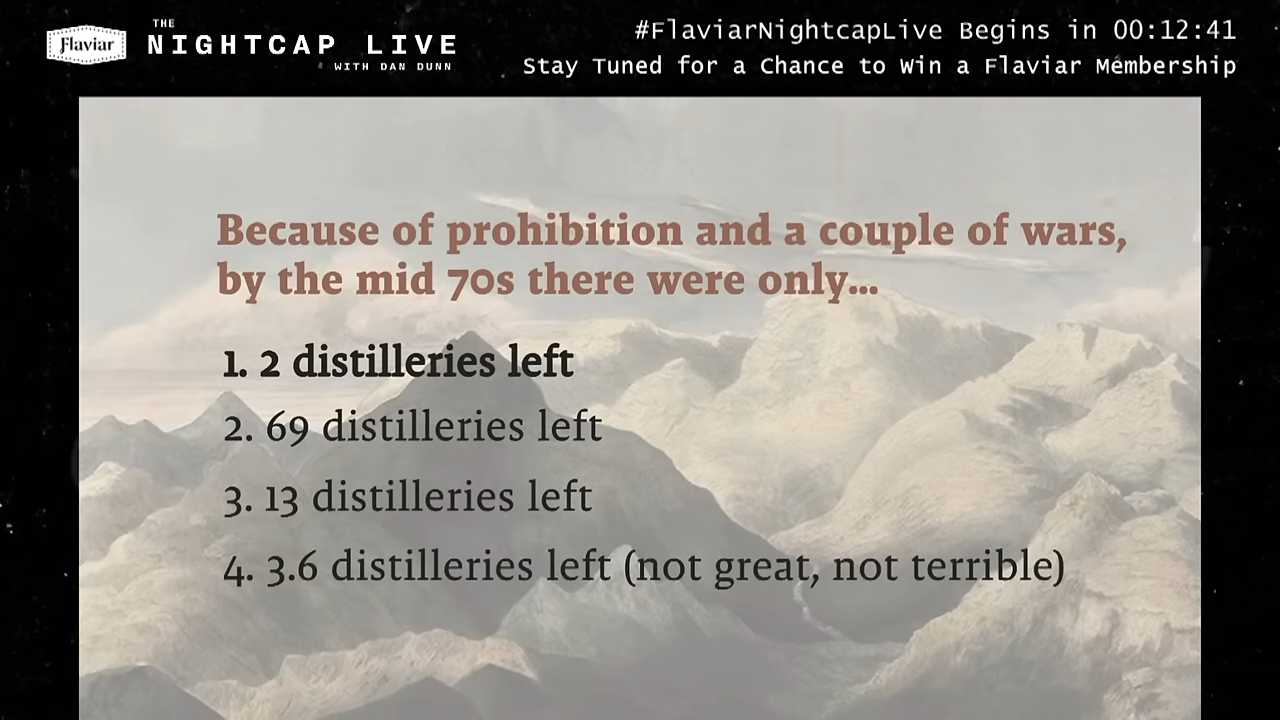 Flaviar
THE
NIGHTCAP LIVE
WITH DAN DUNN
#FlaviarNightcapLive Begins in 00:12:41
Stay Tuned for a Chance to Win a Flaviar Membership
Because of prohibition and a couple of wars,
by the mid 70s there were only...
1. 2 distilleries left
2. 69 distilleries left
3. 13 distilleries left
4. 3.6 distilleries left (not great, not terrible)